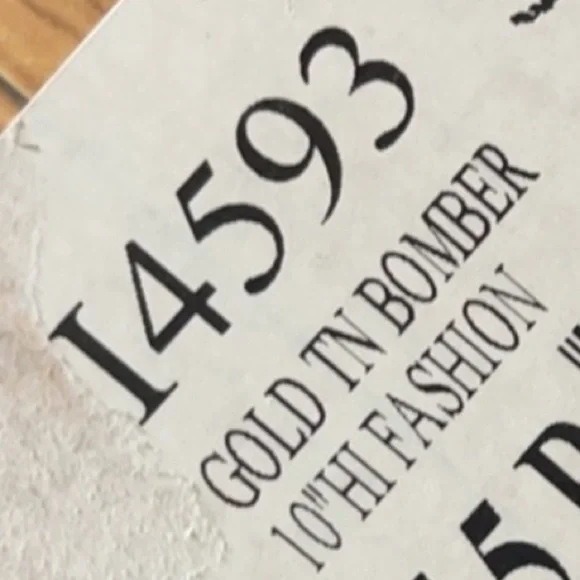 I4593
GOLD TN BOMBER
10"HI FASHION